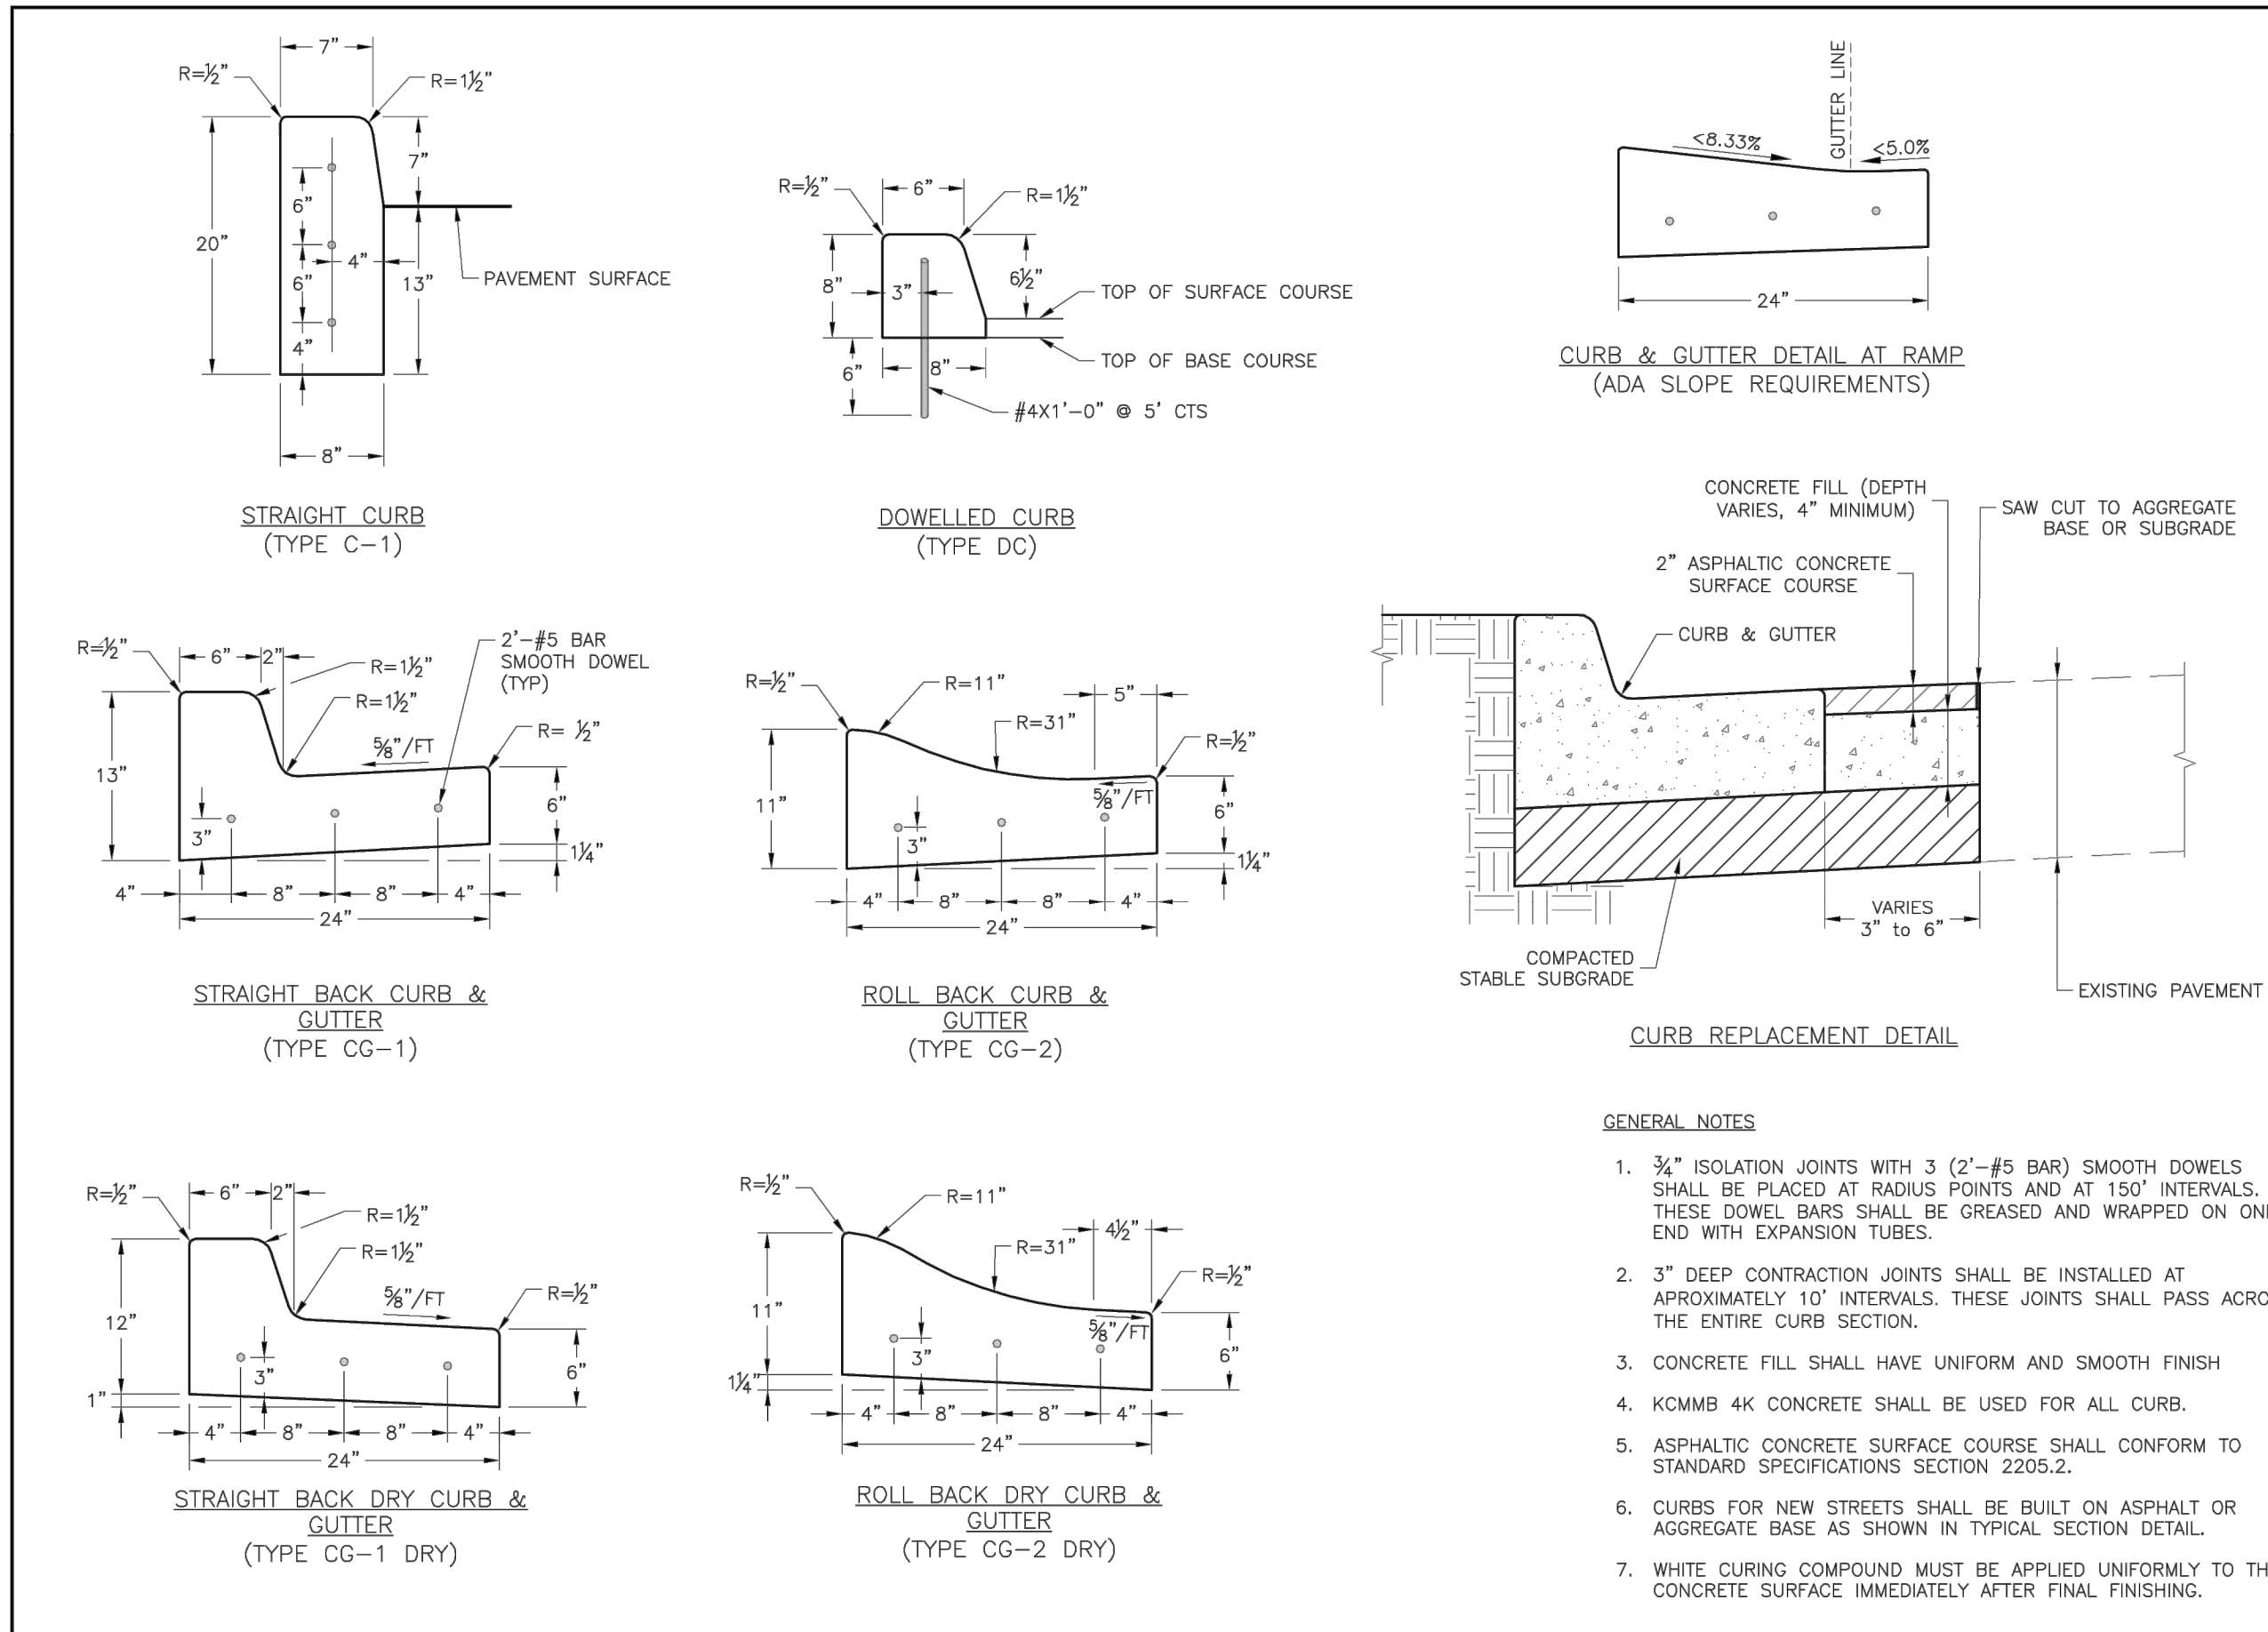 7"
R=½"
R=1½"
20"
7"
6"
6"
4"
4"
13"
PAVEMENT SURFACE
8"
STRAIGHT CURB
(TYPE C-1)
R=½"
6"
R=1½"
8"
3"
6½"
TOP OF SURFACE COURSE
TOP OF BASE COURSE
6"
8"
#4X1'-0" @ 5' CTS
DOWELLED CURB
(TYPE DC)
GUTTER LINE
<8.33%
<5.0%
24"
CURB & GUTTER DETAIL AT RAMP
(ADA SLOPE REQUIREMENTS)
R=½"
6"
2"
R=1½"
R=1½"
2'-#5 BAR
SMOOTH DOWEL
(TYP)
⅝"/FT
R= ½"
13"
3"
6"
1¼"
4"
8"
8"
4"
24"
STRAIGHT BACK CURB &
GUTTER
(TYPE CG-1)
R=½"
R=11"
R=31"
5"
R=½"
⅝"/FT
11"
3"
6"
1¼"
4"
8"
8"
4"
24"
ROLL BACK CURB &
GUTTER
(TYPE CG-2)
CONCRETE FILL (DEPTH
VARIES, 4" MINIMUM)
SAW CUT TO AGGREGATE
BASE OR SUBGRADE
2" ASPHALTIC CONCRETE
SURFACE COURSE
CURB & GUTTER
VARIES
3" to 6"
COMPACTED
STABLE SUBGRADE
EXISTING PAVEMENT
CURB REPLACEMENT DETAIL
R=½"
6"
2"
R=1½"
R=1½"
⅝"/FT
R=½"
12"
1"
3"
6"
4"
8"
8"
4"
24"
STRAIGHT BACK DRY CURB &
GUTTER
(TYPE CG-1 DRY)
R=½"
R=11"
R=31"
4½"
R=½"
⅝"/FT
11"
1¼"
3"
6"
4"
8"
8"
4"
24"
ROLL BACK DRY CURB &
GUTTER
(TYPE CG-2 DRY)
GENERAL NOTES
1. ¾" ISOLATION JOINTS WITH 3 (2'-#5 BAR) SMOOTH DOWELS
SHALL BE PLACED AT RADIUS POINTS AND AT 150' INTERVALS.
THESE DOWEL BARS SHALL BE GREASED AND WRAPPED ON
END WITH EXPANSION TUBES.
2. 3" DEEP CONTRACTION JOINTS SHALL BE INSTALLED AT
APROXIMATELY 10' INTERVALS. THESE JOINTS SHALL PASS
THE ENTIRE CURB SECTION.
3. CONCRETE FILL SHALL HAVE UNIFORM AND SMOOTH FINISH
4. KCMMB 4K CONCRETE SHALL BE USED FOR ALL CURB.
5. ASPHALTIC CONCRETE SURFACE COURSE SHALL CONFORM TO
STANDARD SPECIFICATIONS SECTION 2205.2.
6. CURBS FOR NEW STREETS SHALL BE BUILT ON ASPHALT OR
AGGREGATE BASE AS SHOWN IN TYPICAL SECTION DETAIL.
7. WHITE CURING COMPOUND MUST BE APPLIED UNIFORMLY TO
CONCRETE SURFACE IMMEDIATELY AFTER FINAL FINISHING.